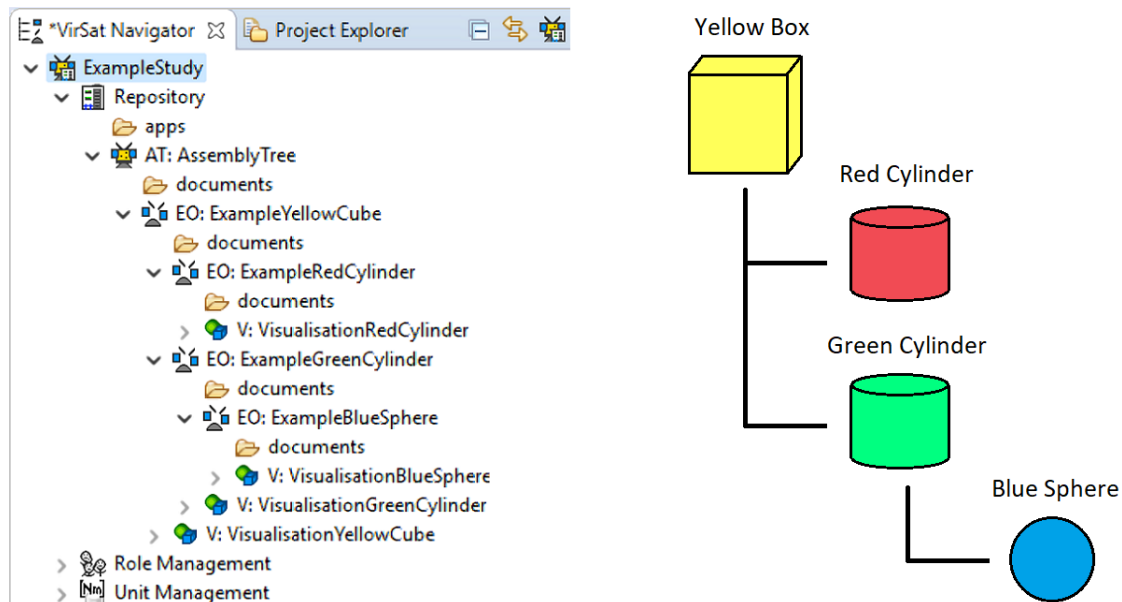 *VirSat Navigator
Project Explorer
ExampleStudy
Repository
apps
AT: AssemblyTree
documents
EO: ExampleYellowCube
documents
EO: ExampleRedCylinder
documents
V: VisualisationRedCylinder
EO: ExampleGreenCylinder
documents
EO: ExampleBlueSphere
documents
V: VisualisationBlueSphere
V: VisualisationGreenCylinder
V: VisualisationYellowCube
Role Management
[Nm] Unit Management
Yellow Box
Red Cylinder
Green Cylinder
Blue Sphere